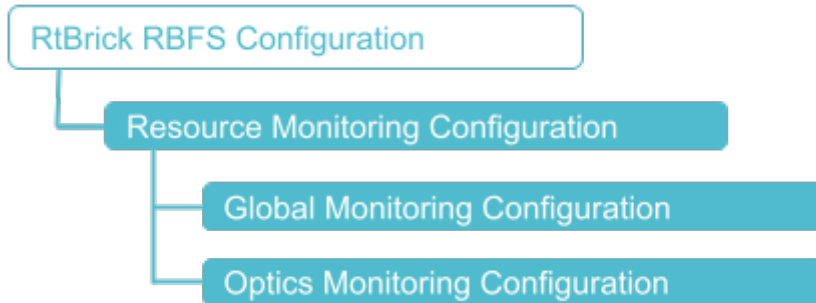 RtBrick RBFS Configuration
Resource Monitoring Configuration
Global Monitoring Configuration
Optics Monitoring Configuration